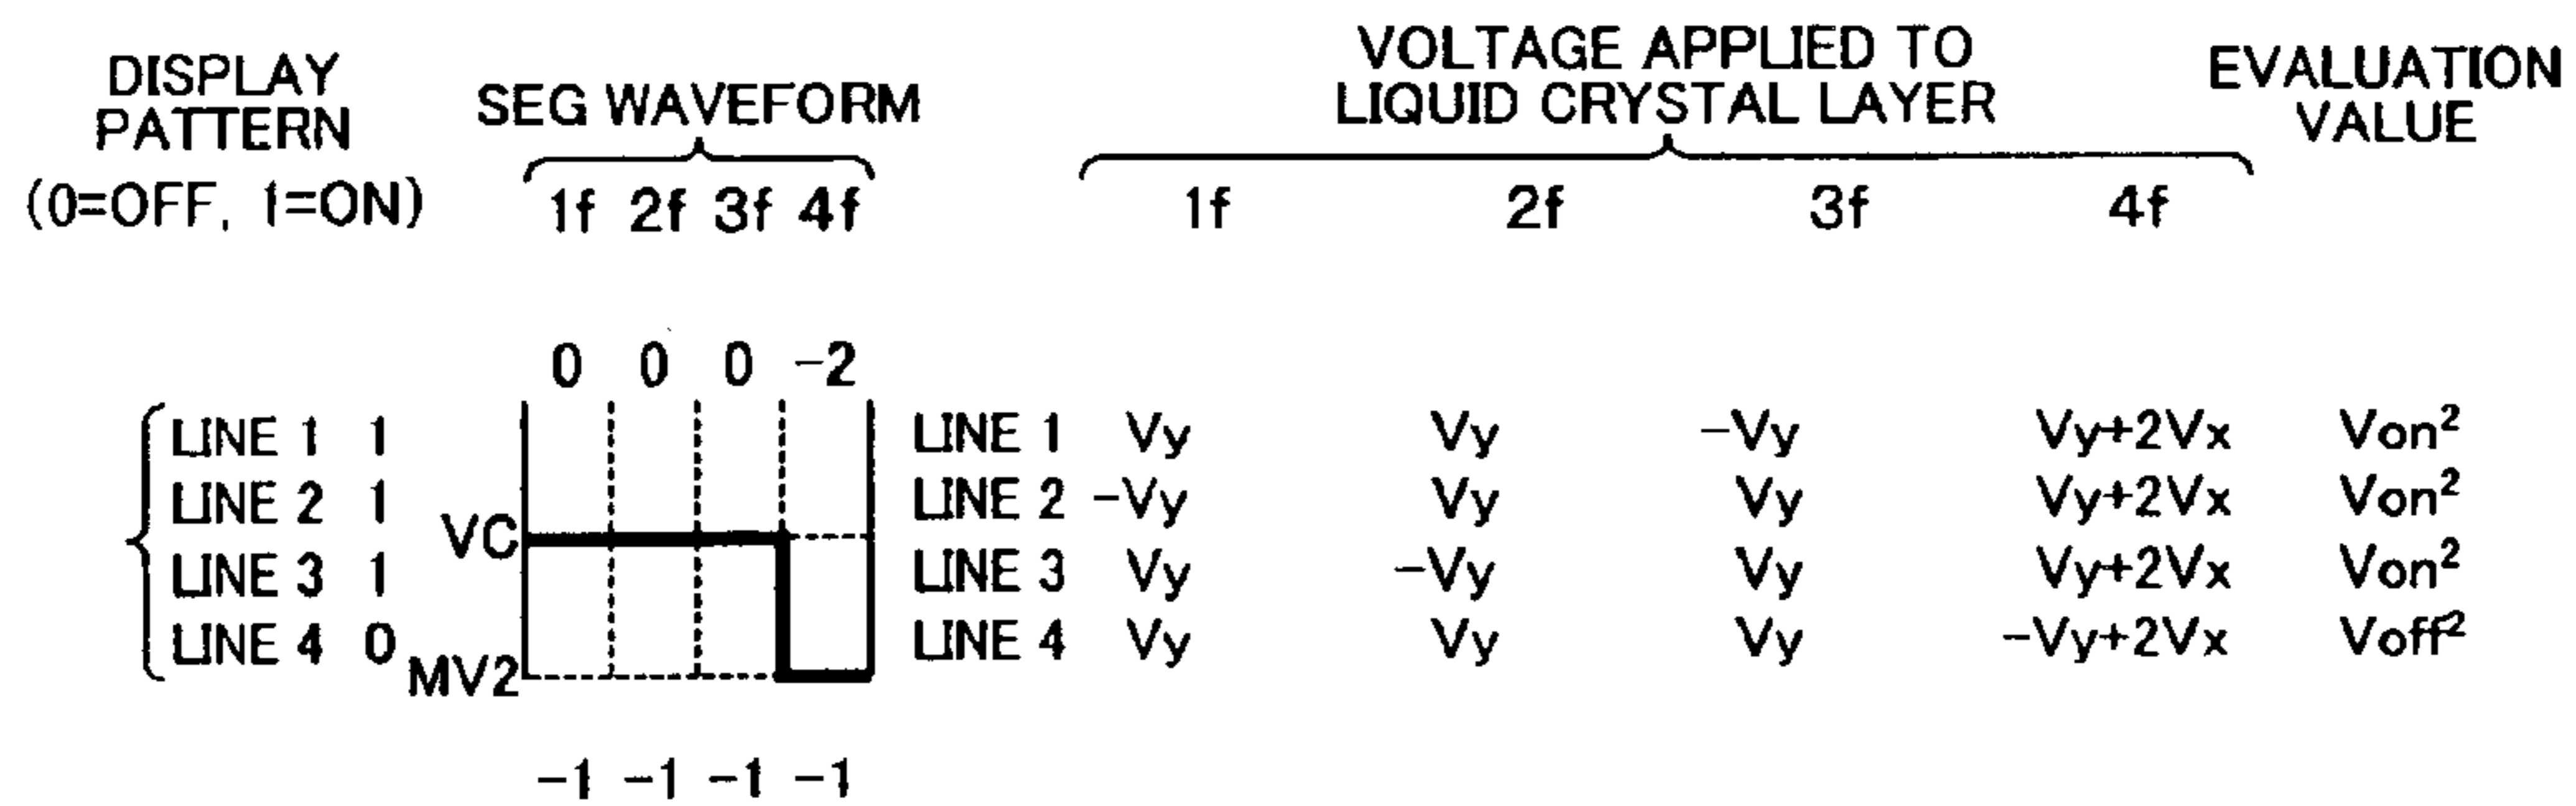 DISPLAY PATTERN
(0=OFF, 1=ON)
SEG WAVEFORM
1f 2f 3f 4f
VOLTAGE APPLIED TO
LIQUID CRYSTAL LAYER
1f 2f 3f 4f
EVALUATION
VALUE
0 0 0 -2
LINE 1 1
LINE 2 1
LINE 3 1
LINE 4 0
VC
MV2
LINE 1 Vy Vy -Vy Vy+2Vx Von²
LINE 2 -Vy Vy Vy Vy+2Vx Von²
LINE 3 Vy -Vy Vy Vy+2Vx Von²
LINE 4 Vy Vy Vy -Vy+2Vx Voff²
-1 -1 -1 -1